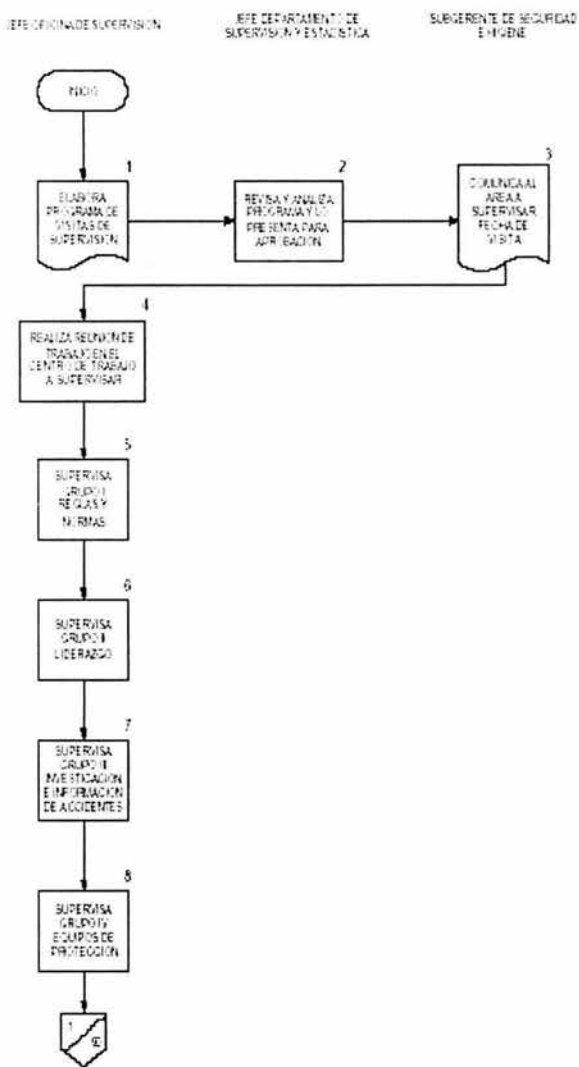 JEFE OFICINA DE SUPERVISIÓN
JEFE DEPARTAMENTO DE
SUPERVISION Y ESTADISTICA
SUBGERENTE DE SEGURIDAD
E HIGIENE
INICIO
1
ELABORA
PROGRAMA DE
VISITAS DE
SUPERVISION
2
REVISA Y ANALIZA
PROGRAMA Y LO
PRESENTA PARA
APROBACION
3
COMUNICA AL
AREA A
SUPERVISAR
FECHA DE
VISITA
4
REALIZA REUNION DE
TRABAJO EN EL
CENTRO DE TRABAJO
A SUPERVISAR
5
SUPERVISA
GRUPO I
REGLAS Y
NORMAS
6
SUPERVISA
GRUPO II
LIDERAZGO
7
SUPERVISA
GRUPO III
INVESTIGACION
E INFORMACION
DE ACCIDENTES
8
SUPERVISA
GRUPO IV
EQUIPOS DE
PROTECCION
1